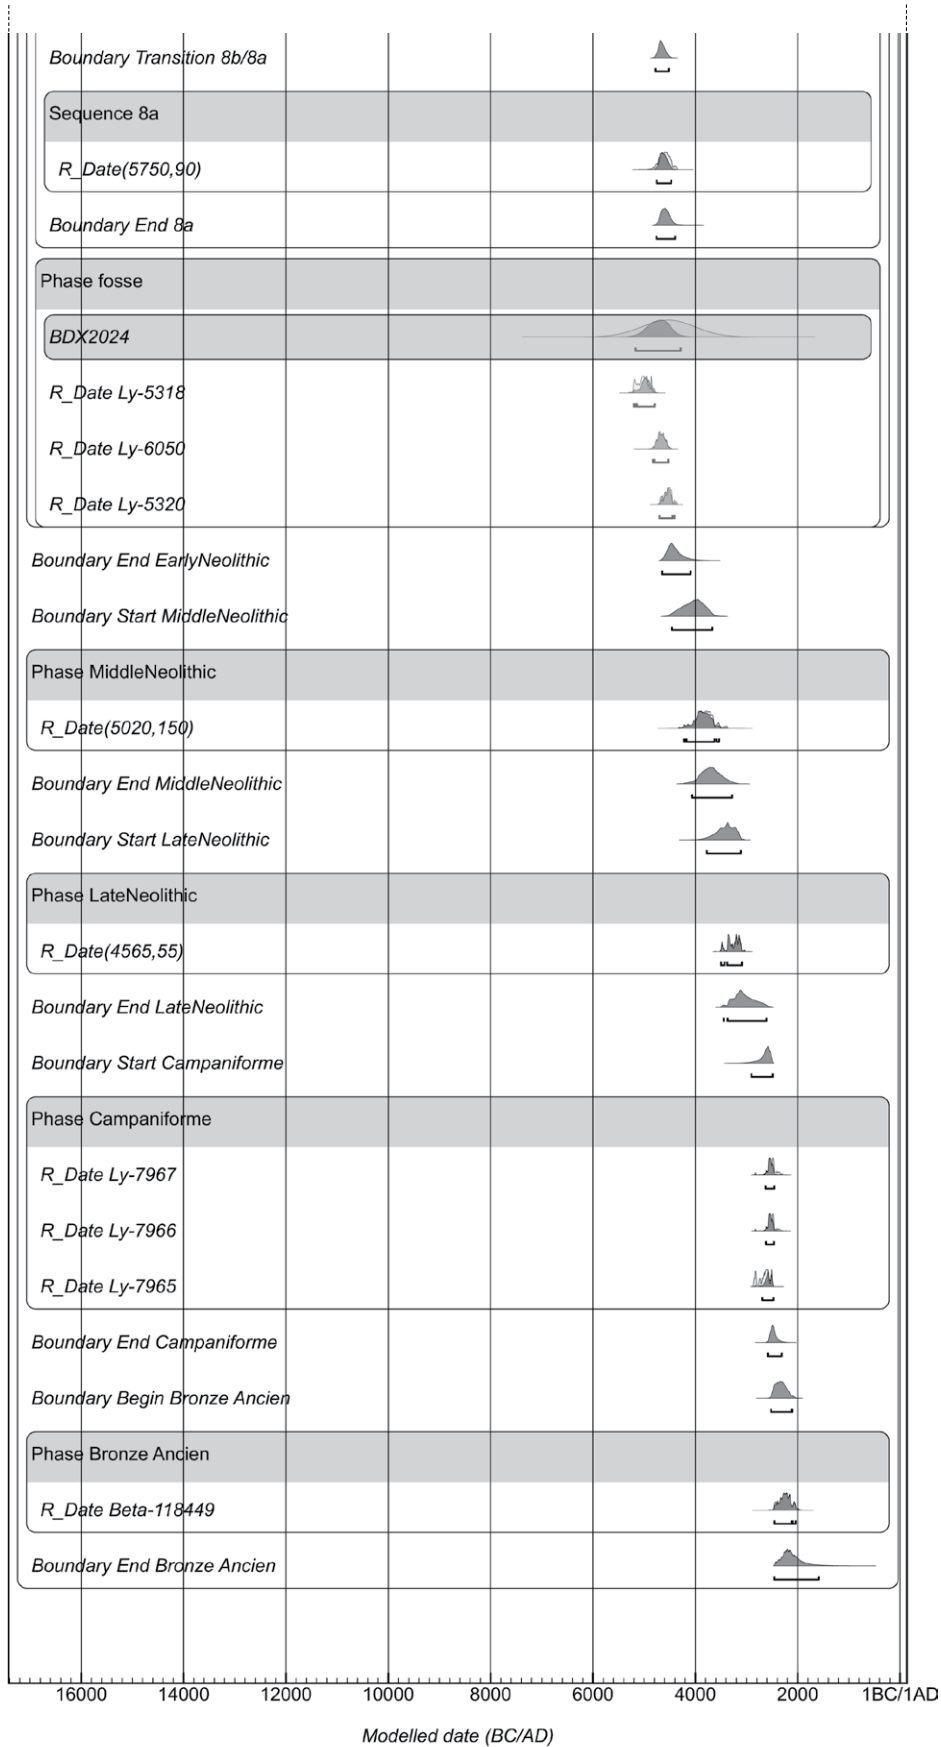 Boundary Transition 8b/8a
Sequence 8a
R_Date(5750,90)
Boundary End 8a
Phase fosse
BDX2024
R_Date Ly-5318
R_Date Ly-6050
R_Date Ly-5320
Boundary End EarlyNeolithic
Boundary Start MiddleNeolithic
Phase MiddleNeolithic
R_Date(5020,150)
Boundary End MiddleNeolithic
Boundary Start LateNeolithic
Phase LateNeolithic
R_Date(4565,55)
Boundary End LateNeolithic
Boundary Start Campaniforme
Phase Campaniforme
R_Date Ly-7967
R_Date Ly-7966
R_Date Ly-7965
Boundary End Campaniforme
Boundary Begin Bronze Ancien
Phase Bronze Ancien
R_Date Beta-118449
Boundary End Bronze Ancien
16000 14000 12000 10000 8000 6000 4000 2000 1BC/1AD
Modelled date (BC/AD)